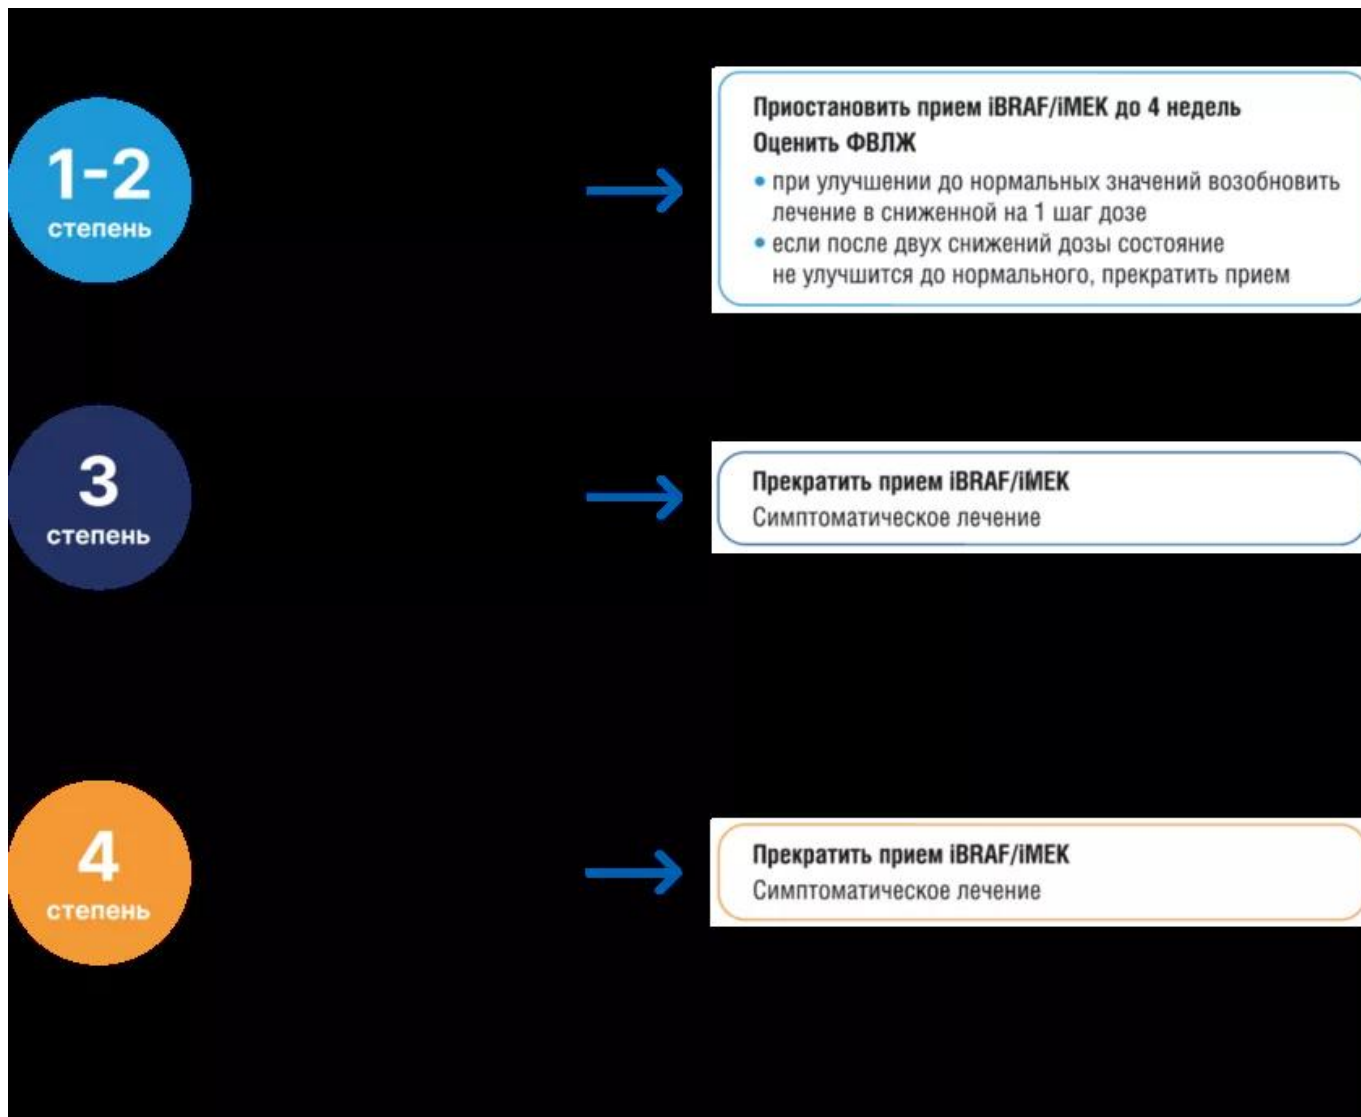 1-2
степень
Приостановить прием iBRAF/iMEK до 4 недель
Оценить ФВЛЖ
• при улучшении до нормальных значений возобновить
лечение в сниженной на 1 шаг дозе
• если после двух снижений дозы состояние
не улучшится до нормального, прекратить прием
3
степень
Прекратить прием iBRAF/iMEK
Симптоматическое лечение
4
степень
Прекратить прием iBRAF/iMEK
Симптоматическое лечение